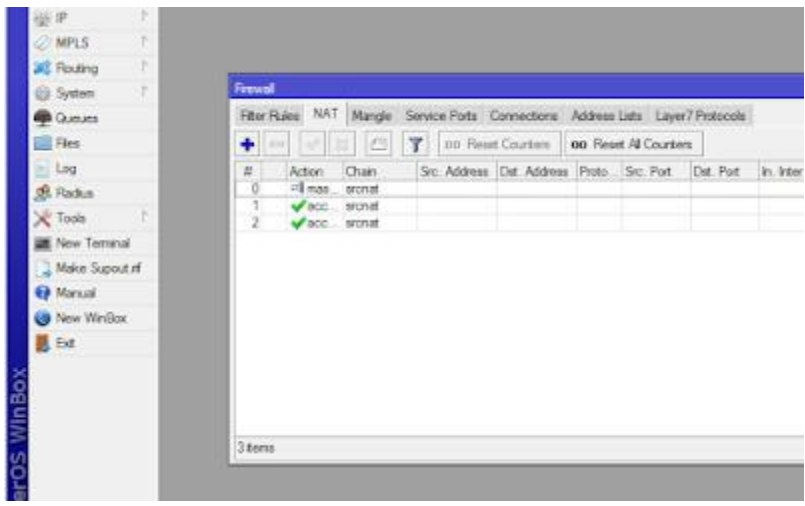 IP
MPLS
Routing
System
Queues
Files
Log
Radius
Tools
New Terminal
Make Supout.rif
Manual
New WinBox
Exit
erOS WinBox
Firewall
Filter Rules NAT Mangle Service Ports Connections Address Lists Layer7 Protocols
00 Reset Counters 00 Reset All Counters
# Action Chain Src. Address Dst. Address Proto... Src. Port Dst. Port In. Inter
0 mas... srcnat
1 acc... srcnat
2 acc... srcnat
3 items